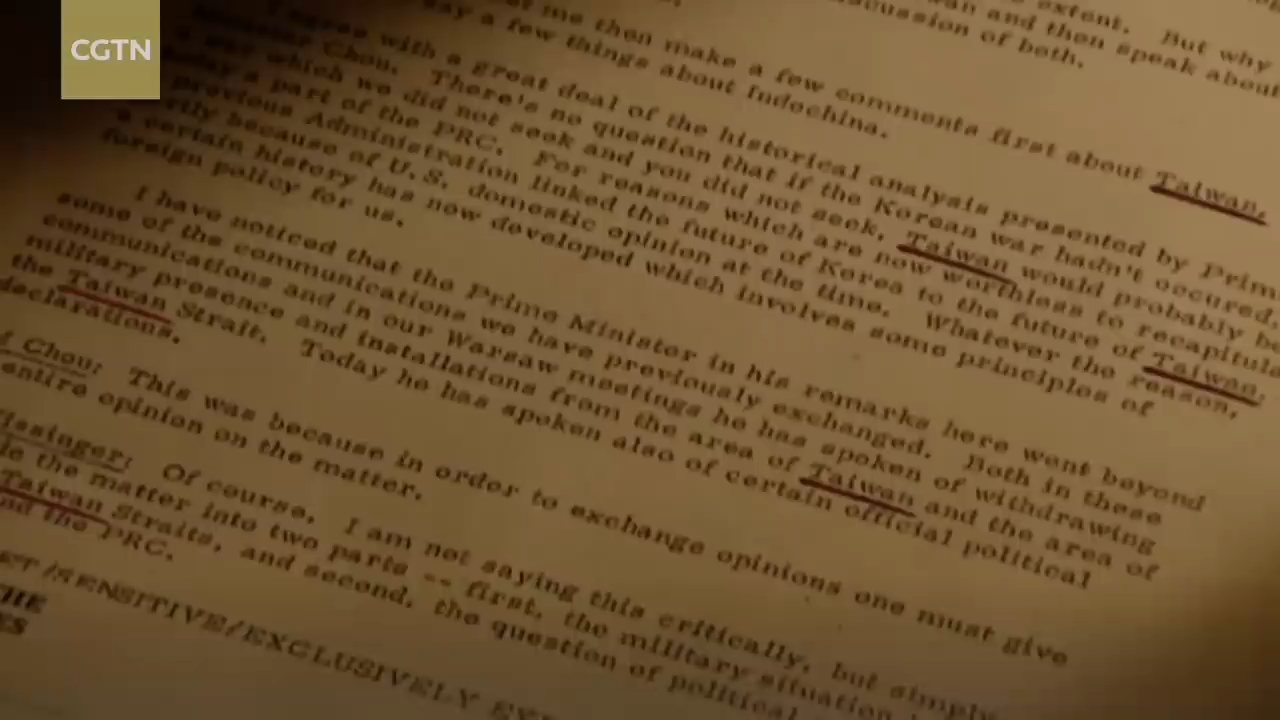 CGTN
extent. But why
and then speak about
of both.
me then make a few comments first about Taiwan,
say a few things about Indochina.
with a great deal of the historical analysis presented by Prim
Chou. There's no question that if the Korean war hadn't occured,
war which we did not seek and you did not seek, Taiwan would probably be
a part of the PRC. For reasons which are now worthless to recapitula
previous Administration linked the future of Korea to the future of Taiwan,
because of U.S. domestic opinion at the time. Whatever the reason,
a certain history has now developed which involves some principles of
foreign policy for us.
I have noticed that the Prime Minister in his remarks here went beyond
some of the communications we have previously exchanged. Both in these
communications and in our Warsaw meetings he has spoken of withdrawing
military presence and installations from the area of Taiwan and the area of
the Taiwan Strait. Today he has spoken also of certain official political
declarations.
Chou: This was because in order to exchange opinions one must give
entire opinion on the matter.
issinger: Of course, I am not saying this critically, but simply
the matter into two parts -- first, the military situation
Taiwan Straits, and second, the question of political
and the PRC.
/SENSITIVE/EXCLUSIVELY